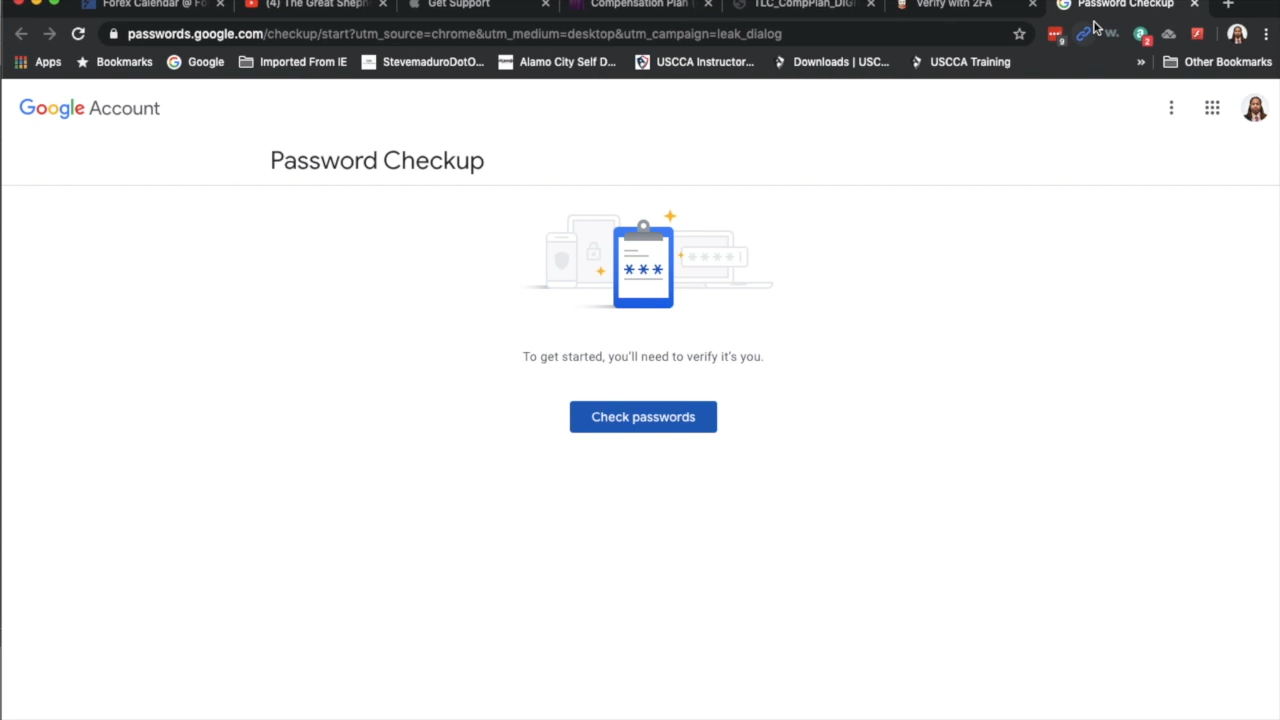 Forex Calendar @ Fo
(4) The Great Sheph
Get Support
Compensation Plan (
TLC_CompPlan_DIGI
Verify with 2FA
Password Checkup
passwords.google.com/checkup/start?utm_source=chrome&utm_medium=desktop&utm_campaign=leak_dialog
9
W.
a
2
Apps
Bookmarks
Google
Imported From IE
StevemaduroDotO...
Alamo City Self D...
USCCA Instructor...
Downloads | USC...
USCCA Training
»
Other Bookmarks
Google Account
Password Checkup
***
****|
To get started, you'll need to verify it's you.
Check passwords